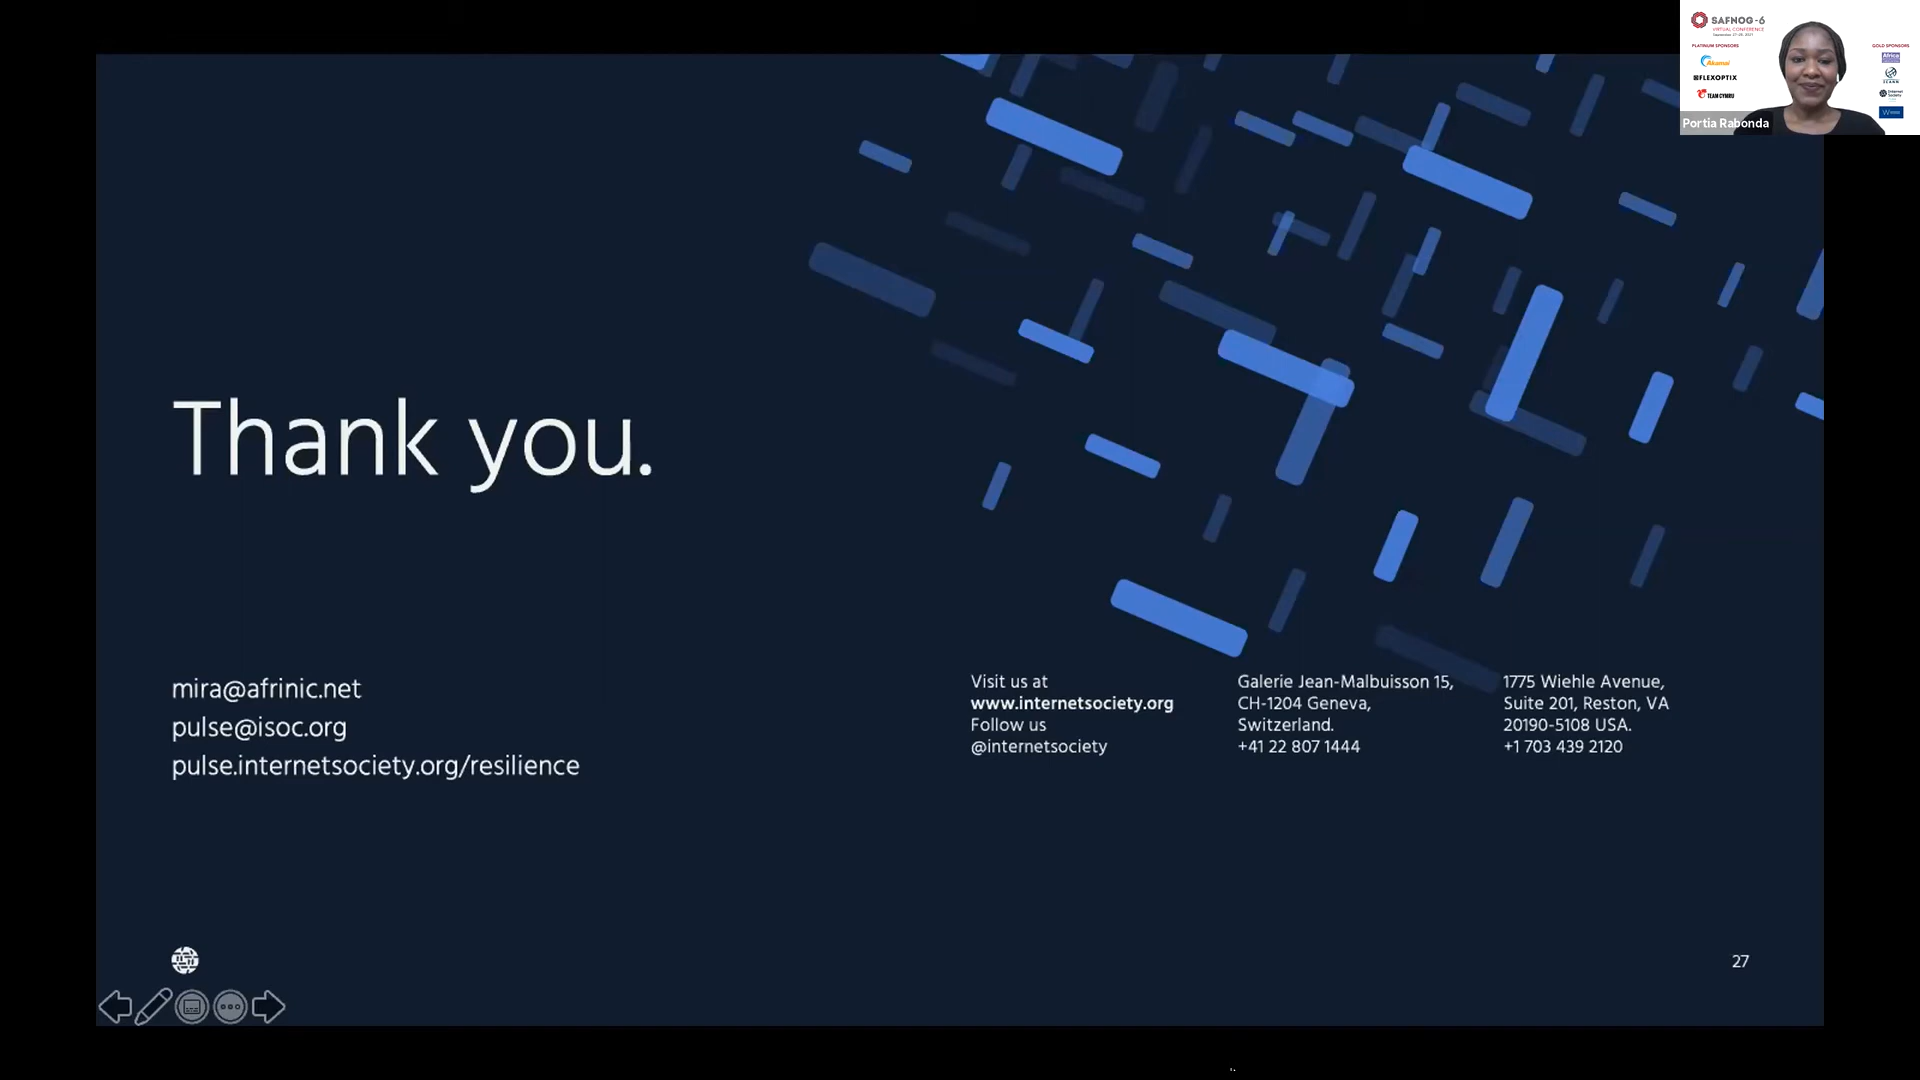 Thank you.
mira@afrinic.net
pulse@isoc.org
pulse.internetsociety.org/resilience
Visit us at
www.internetsociety.org
Follow us
@internetsociety
Galerie Jean-Malbuisson 15,
CH-1204 Geneva,
Switzerland.
+41 22 807 1444
1775 Wiehle Avenue,
Suite 201, Reston, VA
20190-5108 USA.
+1 703 439 2120
27
SAFNOG-6
VIRTUAL CONFERENCE
PLATINUM SPONSORS
Akamai
FLEXOPTIX
TEAM CYMRU
GOLD SPONSORS
ICANN
Internet
Society
Portia Rabonda